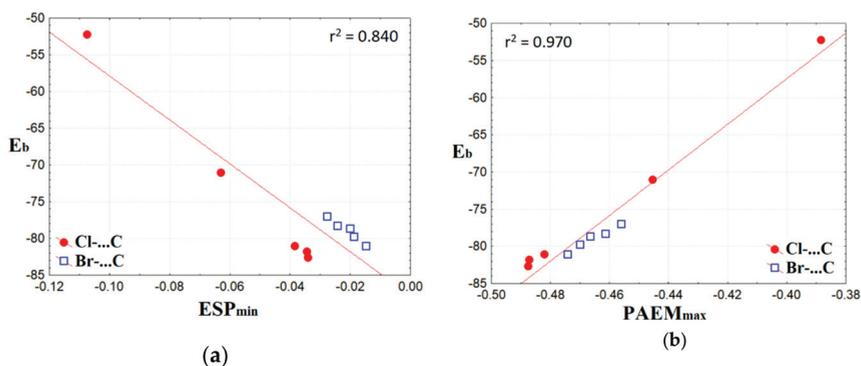 r² = 0.840
-50
-55
-60
-65
-70
-75
-80
-85
Eb
Cl-...C
Br-...C
-0.12
-0.10
-0.08
-0.06
-0.04
-0.02
0.00
ESPmin
(a)
r² = 0.970
-50
-55
-60
-65
-70
-75
-80
-85
Eb
Cl-...C
Br-...C
-0.50
-0.48
-0.46
-0.44
-0.42
-0.40
-0.38
PAEMmax
(b)